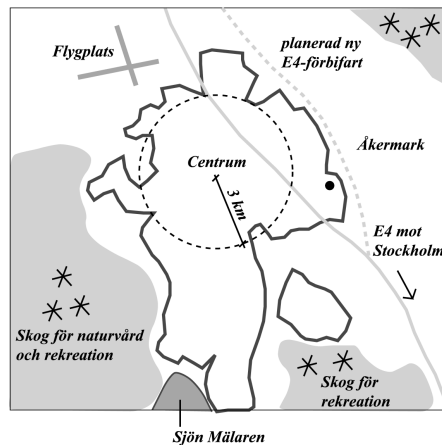 Flygplats
planerad ny
E4-förbifart
Åkermark
Centrum
3 km
E4 mot
Stockholm
Skog för naturvård
och rekreation
Skog för
rekreation
Sjön Mälaren